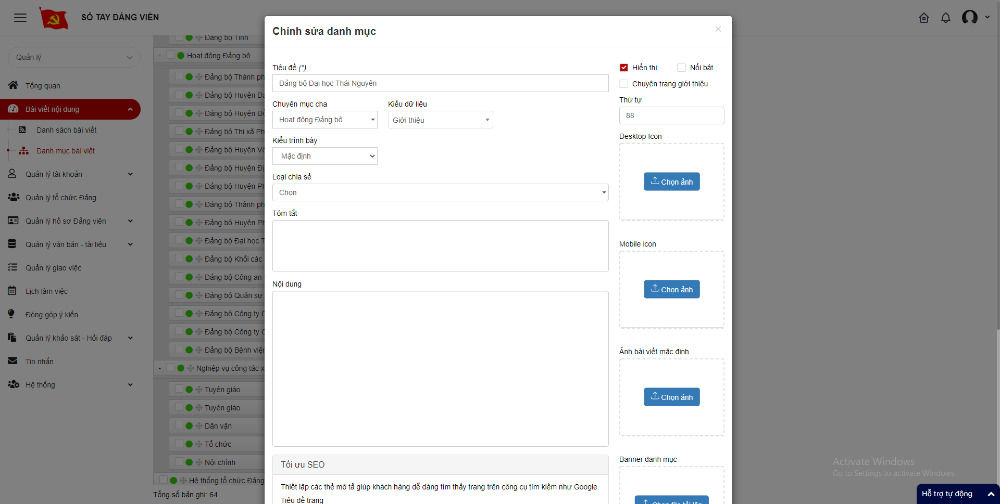 SỔ TAY ĐẢNG VIÊN
Quản lý
Tổng quan
Bài viết nội dung
Danh sách bài viết
Danh mục bài viết
Quản lý tài khoản
Quản lý tổ chức Đảng
Quản lý hồ sơ Đảng viên
Quản lý văn bản - tài liệu
Quản lý giao việc
Lịch làm việc
Đóng góp ý kiến
Quản lý khảo sát - Hỏi đáp
Tin nhắn
Hệ thống
Đảng bộ Tỉnh
- Hoạt động Đảng bộ
Đảng bộ Thành ph
Đảng bộ Huyện Đạ
Đảng bộ Huyện
Đảng bộ Thị xã Ph
Đảng bộ Huyện
Đảng bộ Huyện
Đảng bộ Huyện Ph
Đảng bộ Thành ph
Đảng bộ Huyện Ph
Đảng bộ Đại học T
Đảng bộ Khối các
Đảng bộ Công an
Đảng bộ Quân sự
Đảng bộ Công ty
Đảng bộ Công ty
Đảng bộ Bệnh viện
- Nghiệp vụ công tác x
Tuyên giáo
Tuyên giáo
Dân vận
Tổ chức
Nội chính
Hệ thống tổ chức Đảng
Tổng số bản ghi: 64
Chỉnh sửa danh mục
×
Tiêu đề (*)
Đảng bộ Đại học Thái Nguyên
Chuyên mục cha
Hoạt động Đảng bộ
Kiểu dữ liệu
Giới thiệu
Kiểu trình bày
Mặc định
Loại chia sẻ
Chọn
Tóm tắt
Nội dung
Tối ưu SEO
Thiết lập các thẻ mô tả giúp khách hàng dễ dàng tìm thấy trang trên công cụ tìm kiếm như Google.
Tiêu đề trang
Hiển thị
Nổi bật
Chuyên trang giới thiệu
Thứ tự
88
Desktop Icon
Chọn ảnh
Mobile icon
Chọn ảnh
Ảnh bài viết mặc định
Chọn ảnh
Banner danh mục
Chọn file tải lên
Activate Windows
Go to Settings to activate Windows.
Hỗ trợ tự động